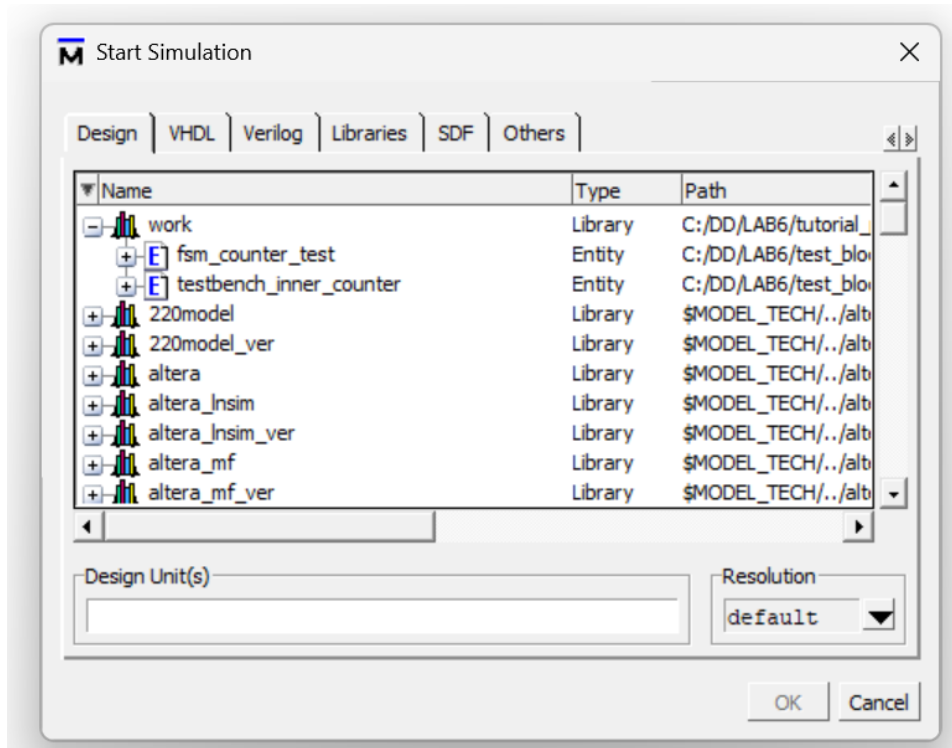 M Start Simulation
Design VHDL Verilog Libraries SDF Others
Name Type Path
work Library C:/DD/LAB6/tutorial_
E fsm_counter_test Entity C:/DD/LAB6/test_blo
E testbench_inner_counter Entity C:/DD/LAB6/test_blo
220model Library $MODEL_TECH/../alt
220model_ver Library $MODEL_TECH/../alt
altera Library $MODEL_TECH/../alt
altera_lnsim Library $MODEL_TECH/../alt
altera_lnsim_ver Library $MODEL_TECH/../alt
altera_mf Library $MODEL_TECH/../alt
altera_mf_ver Library $MODEL_TECH/../alt
Design Unit(s) Resolution
default
OK Cancel